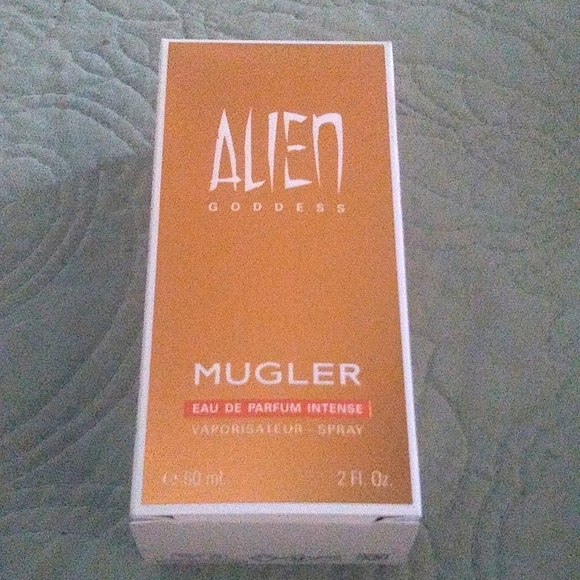 ALIEN
GODDESS
MUGLER
EAU DE PARFUM INTENSE
VAPORISATEUR - SPRAY
℮ 60 ml 2 Fl. Oz.